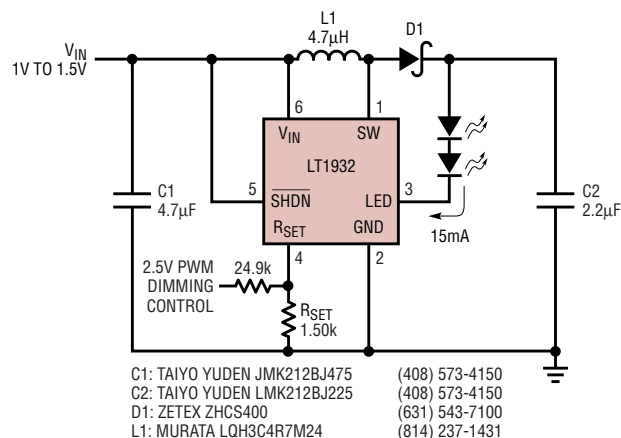 L1
4.7µH
D1
VIN
1V TO 1.5V
6
1
VIN
SW
LT1932
C1
4.7µF
5
SHDN
LED
3
C2
2.2µF
RSET
GND
15mA
4
2
2.5V PWM
DIMMING
CONTROL
24.9k
RSET
1.50k
C1: TAIYO YUDEN JMK212BJ475 (408) 573-4150
C2: TAIYO YUDEN LMK212BJ225 (408) 573-4150
D1: ZETEX ZHCS400 (631) 543-7100
L1: MURATA LQH3C4R7M24 (814) 237-1431